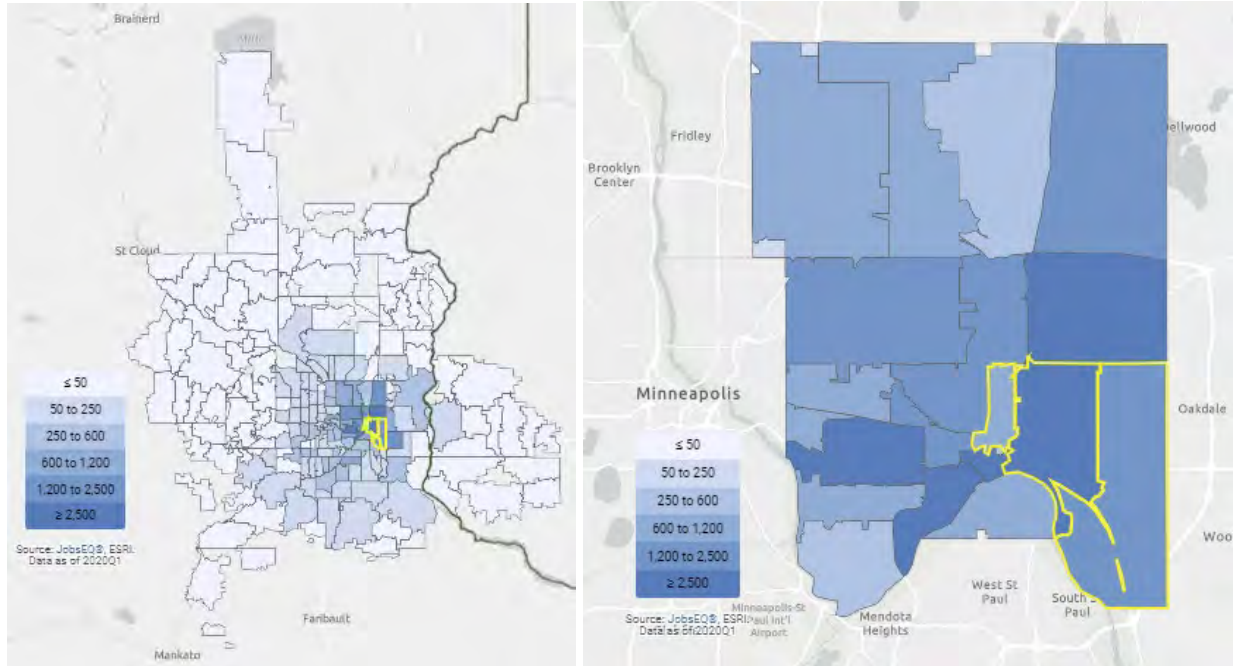 Brainerd
St Cloud
≤ 50
50 to 250
250 to 600
600 to 1,200
1,200 to 2,500
≥ 2,500
Source: JobsEQ®, ESRI.
Data as of 2020Q1
Faribault
Mankato
Fridley
Brooklyn
Center
ellwood
Minneapolis
Oakdale
≤ 50
50 to 250
250 to 600
600 to 1,200
1,200 to 2,500
≥ 2,500
Woo
West St
Paul
South S
Paul
Mendota
Heights
Minneapolis-St
Paul Int'l
Airport
Source: JobsEQ®, ESRI.
Data as of 2020Q1